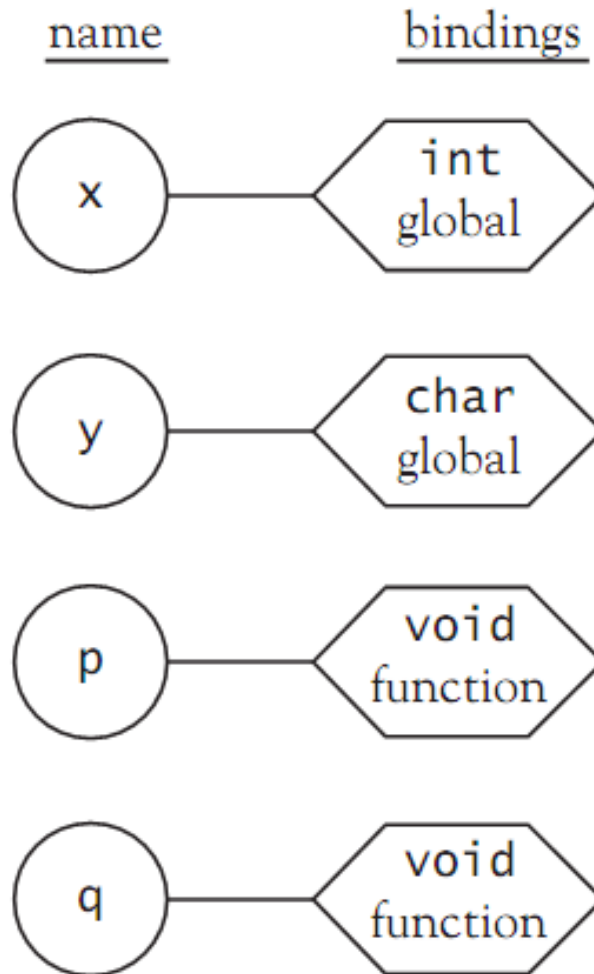 name bindings
x int
global
y char
global
p void
function
q void
function